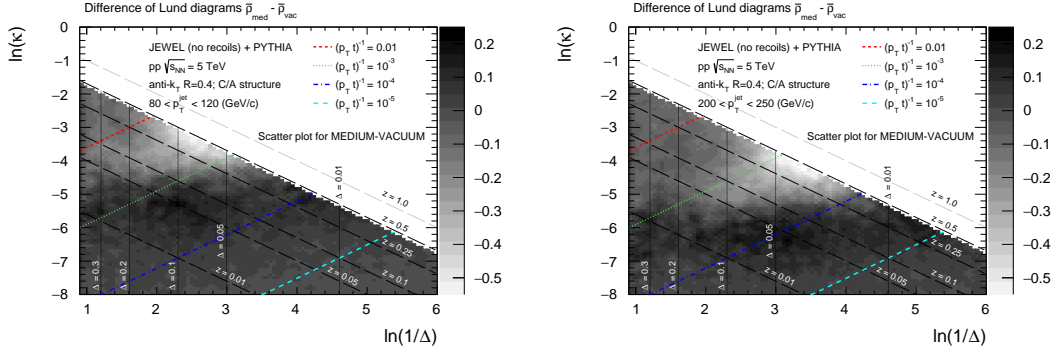 Difference of Lund diagrams ρ̅med - ρ̅vac
ln(κ)
JEWEL (no recoils) + PYTHIA
pp √sNN = 5 TeV
anti-kT R=0.4; C/A structure
80 < pTjet < 120 (GeV/c)
(pT t)-1 = 0.01
(pT t)-1 = 10-3
(pT t)-1 = 10-4
(pT t)-1 = 10-5
Scatter plot for MEDIUM-VACUUM
0
−1
−2
−3
−4
−5
−6
−7
−8
1 2 3 4 5 6
ln(1/Δ)
Δ = 0.3
Δ = 0.2
Δ = 0.1
Δ = 0.05
Δ = 0.01
z = 1.0
z = 0.5
z = 0.25
z = 0.1
z = 0.05
z = 0.01
0.2
0.1
0
−0.1
−0.2
−0.3
−0.4
−0.5
Difference of Lund diagrams ρ̅med - ρ̅vac
ln(κ)
JEWEL (no recoils) + PYTHIA
pp √sNN = 5 TeV
anti-kT R=0.4; C/A structure
200 < pTjet < 250 (GeV/c)
(pT t)-1 = 0.01
(pT t)-1 = 10-3
(pT t)-1 = 10-4
(pT t)-1 = 10-5
Scatter plot for MEDIUM-VACUUM
0
−1
−2
−3
−4
−5
−6
−7
−8
1 2 3 4 5 6
ln(1/Δ)
Δ = 0.3
Δ = 0.2
Δ = 0.1
Δ = 0.05
Δ = 0.01
z = 1.0
z = 0.5
z = 0.25
z = 0.1
z = 0.05
z = 0.01
0.2
0.1
0
−0.1
−0.2
−0.3
−0.4
−0.5